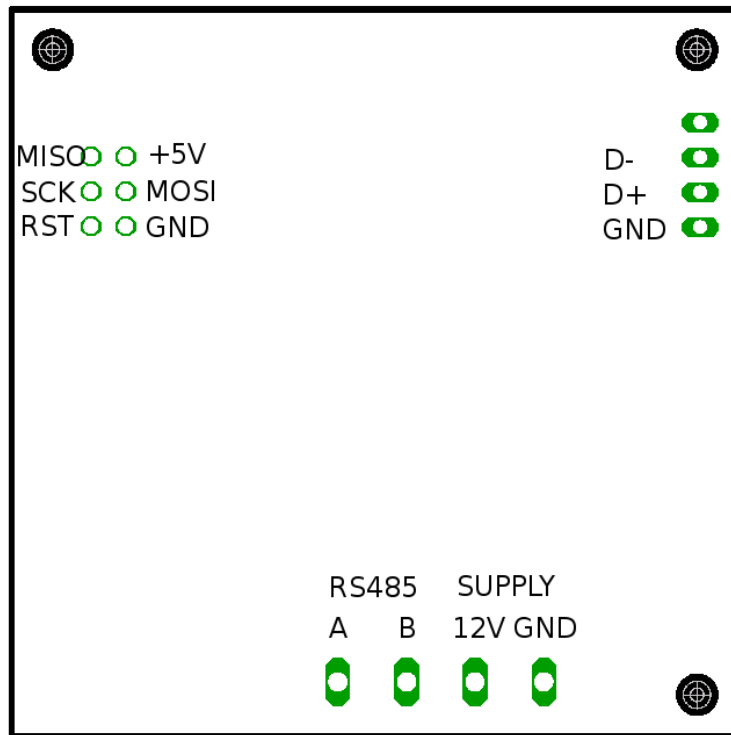 MISO +5V
SCK MOSI
RST GND
D-
D+
GND
RS485 SUPPLY
A B 12V GND